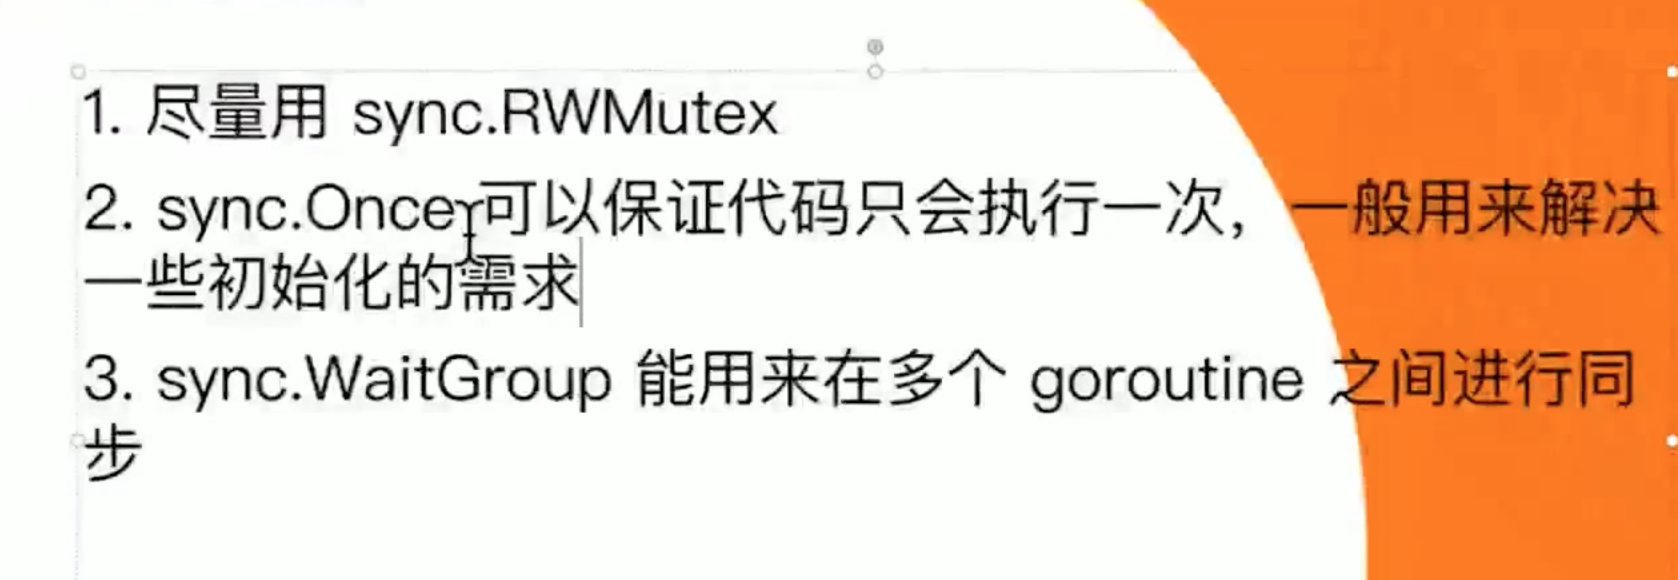 1. 尽量用 sync.RWMutex
2. sync.Once 可以保证代码只会执行一次，一般用来解决
一些初始化的需求
3. sync.WaitGroup 能用来在多个 goroutine 之间进行同
步